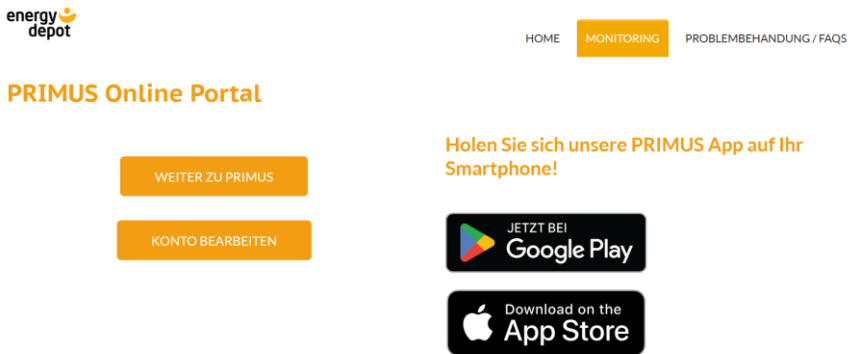 energy
depot
HOME
MONITORING
PROBLEMBEHANDUNG / FAQS
PRIMUS Online Portal
WEITER ZU PRIMUS
KONTO BEARBEITEN
Holen Sie sich unsere PRIMUS App auf Ihr
Smartphone!
JETZT BEI
Google Play
Download on the
App Store